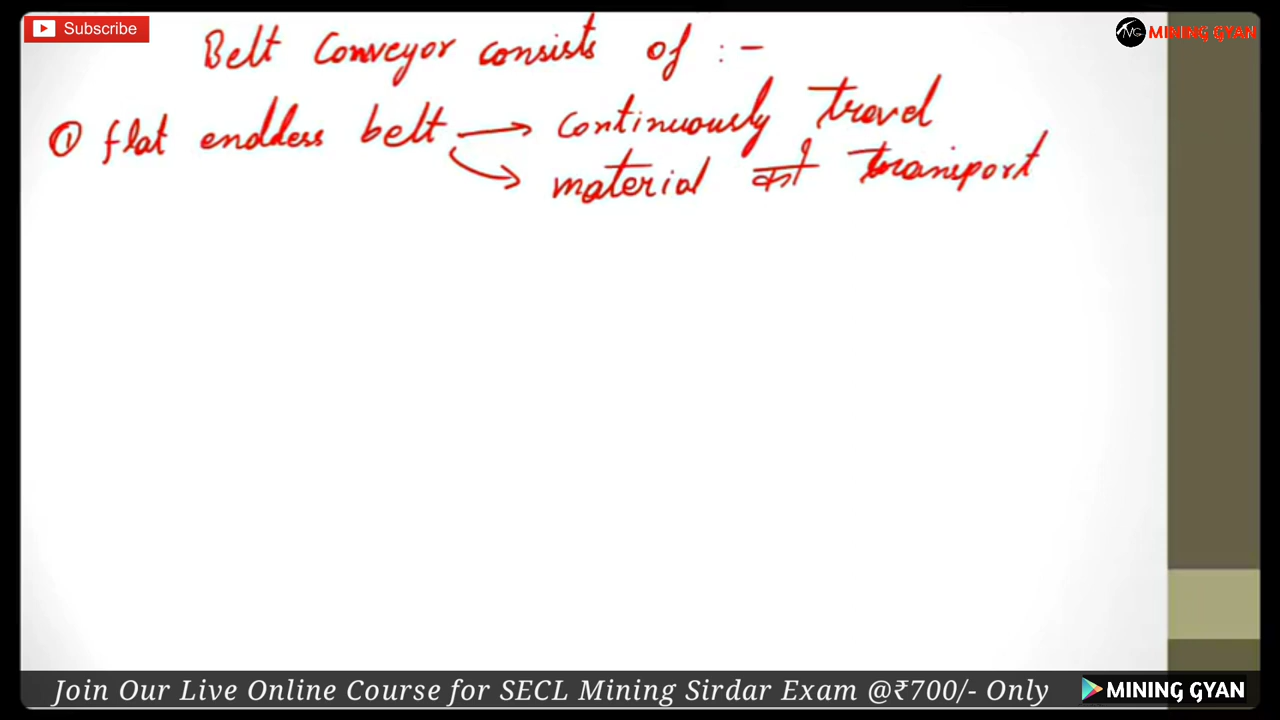 Subscribe
MINING GYAN
Belt Conveyor consists of :-
① flat enddess belt → continuously travel
→ material का transport
Join Our Live Online Course for SECL Mining Sirdar Exam @₹700/- Only
MINING GYAN